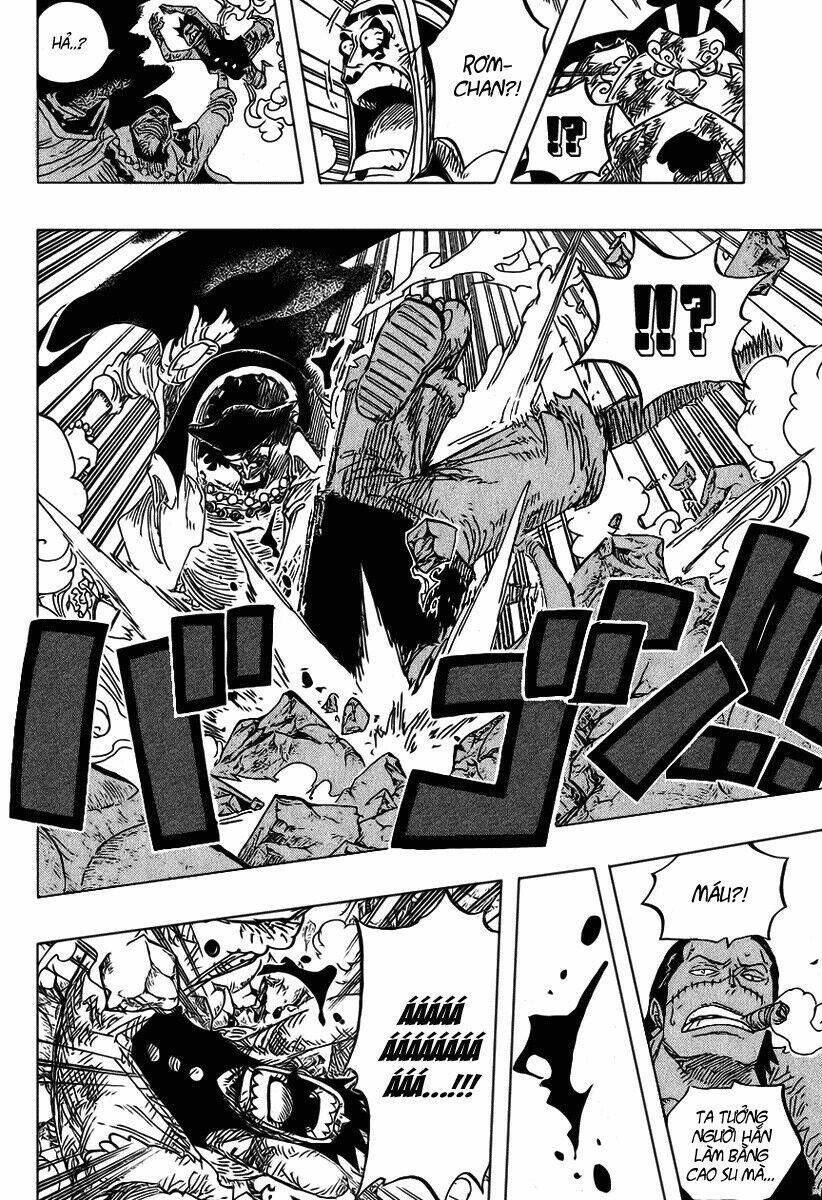 !?
RƠM-
CHAN?!
HẢ..?
!!?
バゴン!!!
MÁU?!
TA TƯỞNG
NGƯỜI HẮN
LÀM BẰNG
CAO SU MÀ...
ÁÁÁÁÁ
ÁÁÁÁÁÁÁÁ
ÁÁÁ....!!!